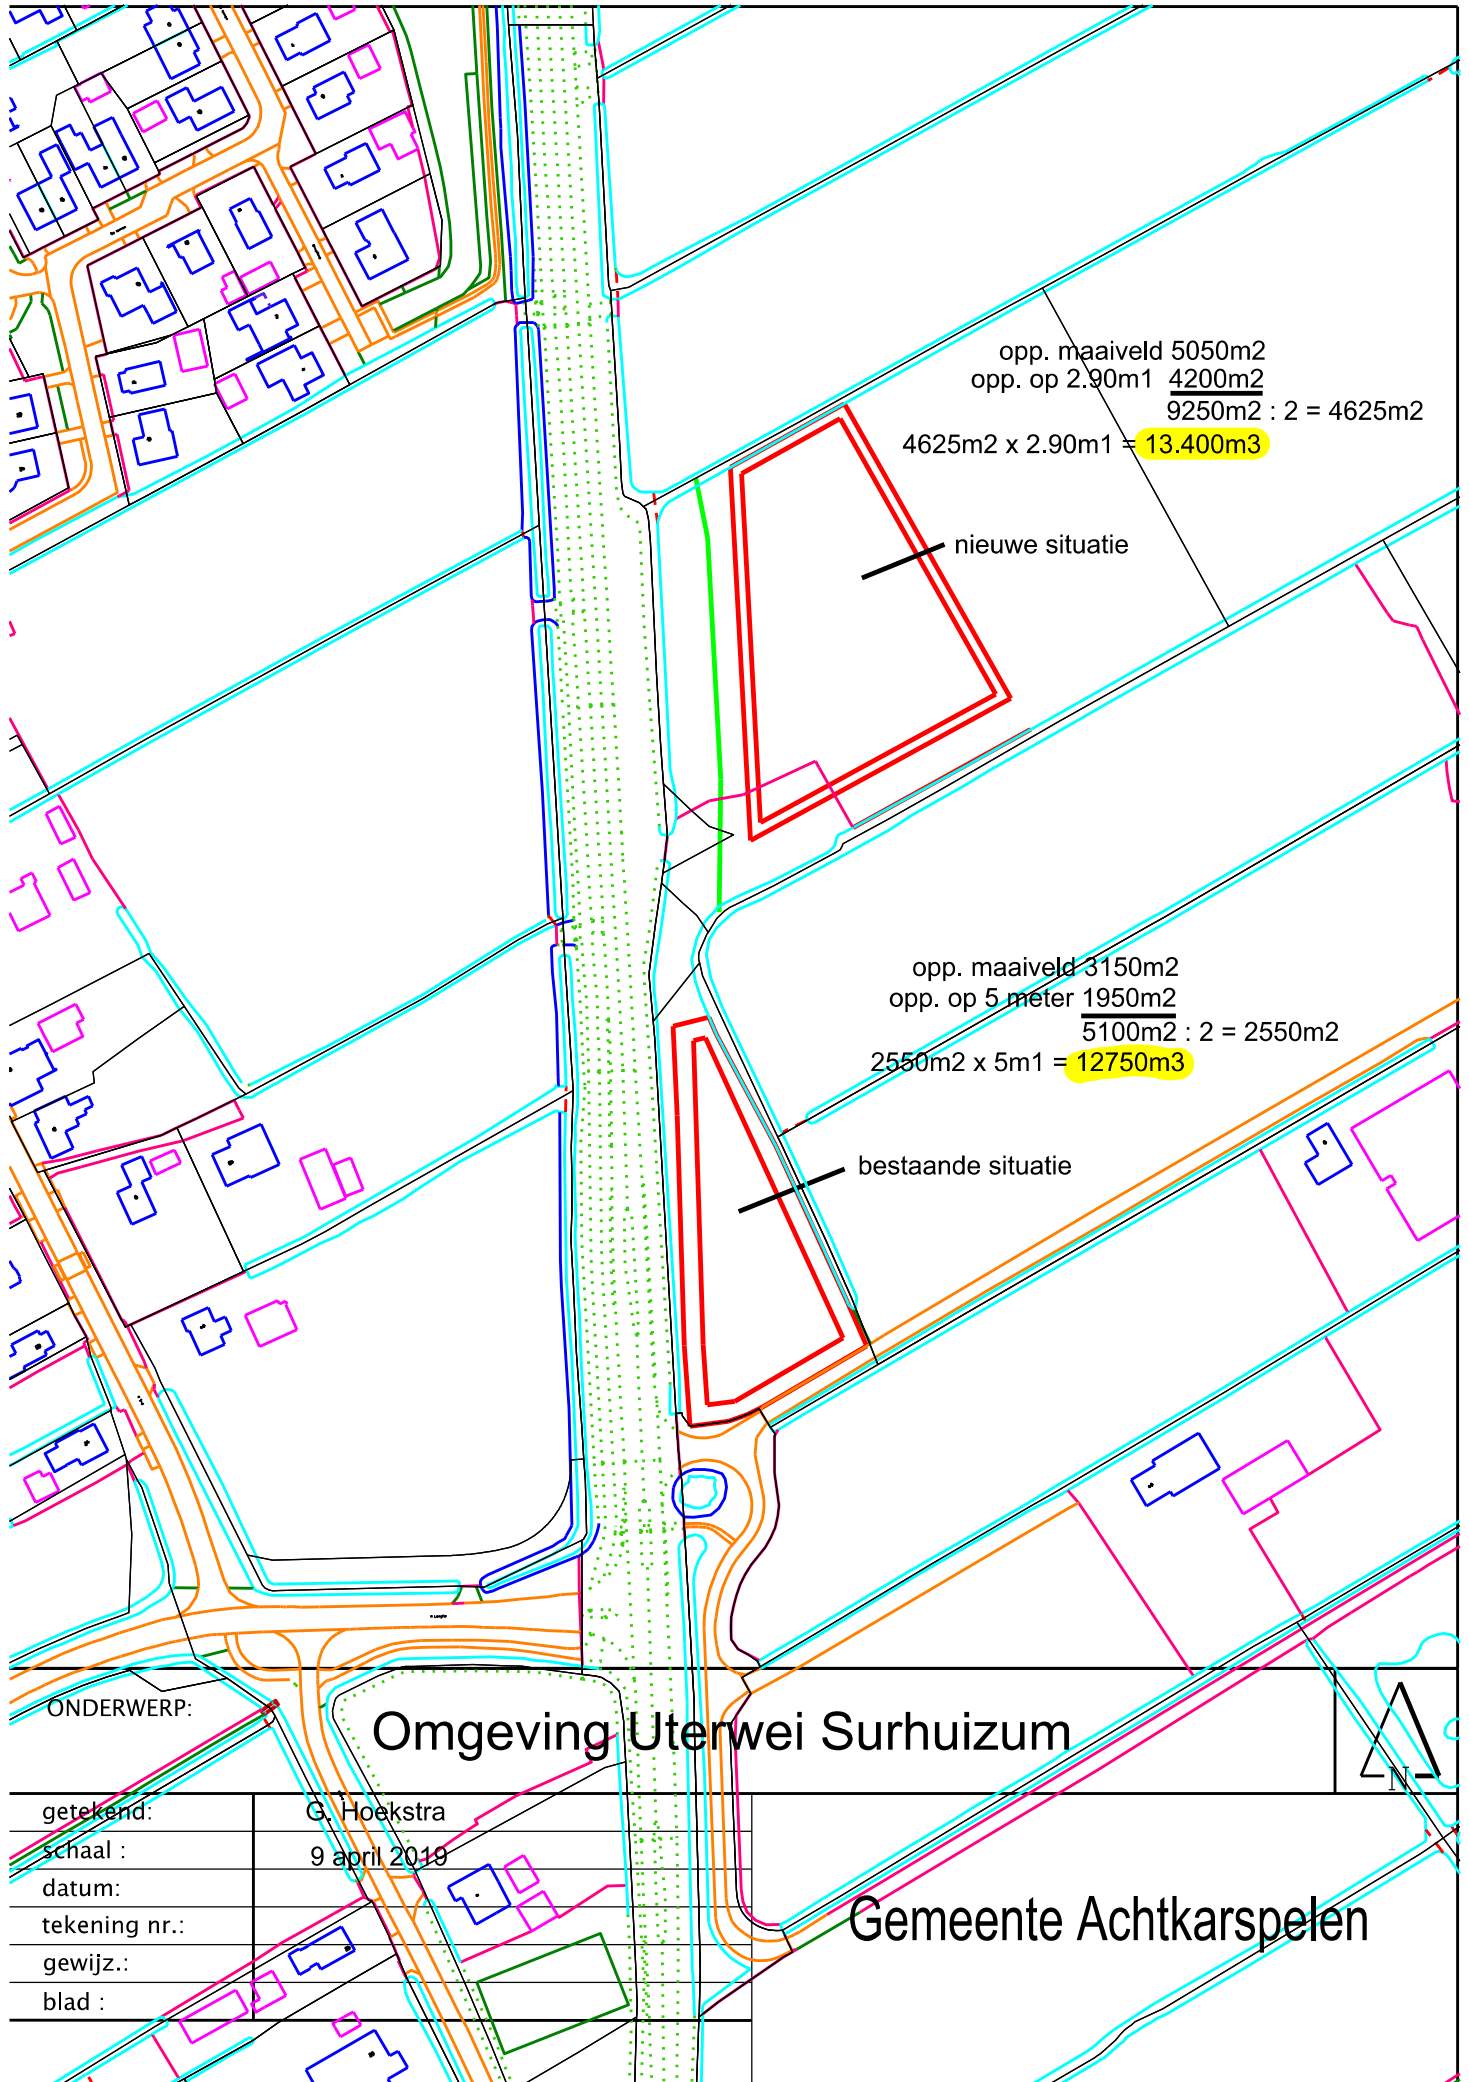 opp. maaiveld 5050m2
opp. op 2.90m1 4200m2
9250m2 : 2 = 4625m2
4625m2 x 2.90m1 = 13.400m3
nieuwe situatie
opp. maaiveld 3150m2
opp. op 5 meter 1950m2
5100m2 : 2 = 2550m2
2550m2 x 5m1 = 12750m3
bestaande situatie
ONDERWERP:
Omgeving Uterwei Surhuizum
N
getekend: G. Hoekstra
schaal : 9 april 2019
datum:
tekening nr.:
gewijz.:
blad :
Gemeente Achtkarspelen